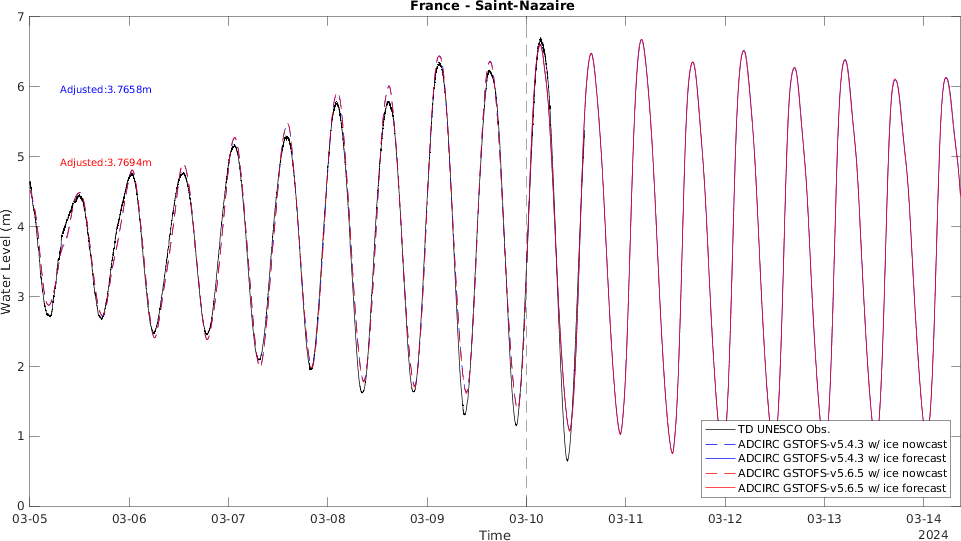 France - Saint-Nazaire
7
6
5
4
3
2
1
0
Water Level (m)
Adjusted:3.7658m
Adjusted:3.7694m
TD UNESCO Obs.
ADCIRC GSTOFS-v5.4.3 w/ ice nowcast
ADCIRC GSTOFS-v5.4.3 w/ ice forecast
ADCIRC GSTOFS-v5.6.5 w/ ice nowcast
ADCIRC GSTOFS-v5.6.5 w/ ice forecast
03-05 03-06 03-07 03-08 03-09 03-10 03-11 03-12 03-13 03-14
Time
2024